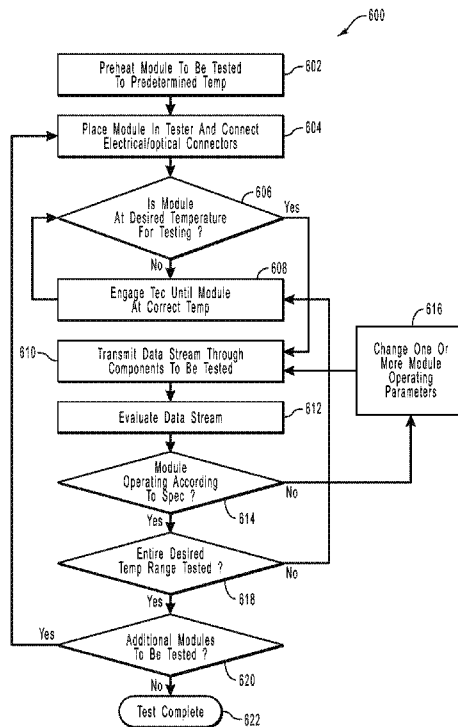 600
Preheat Module To Be Tested
To Predetermined Temp
602
Place Module In Tester And Connect
Electrical/optical Connectors
604
Is Module
At Desired Temperature
For Testing ?
606
Yes
No
608
Engage Tec Until Module
At Correct Temp
610
Transmit Data Stream Through
Components To Be Tested
616
Change One Or
More Module
Operating
Parameters
Evaluate Data Stream
612
Module
Operating According
To Spec ?
614
No
Yes
Entire Desired
Temp Range Tested ?
618
No
Yes
Additional Modules
To Be Tested ?
620
Yes
No
Test Complete
622